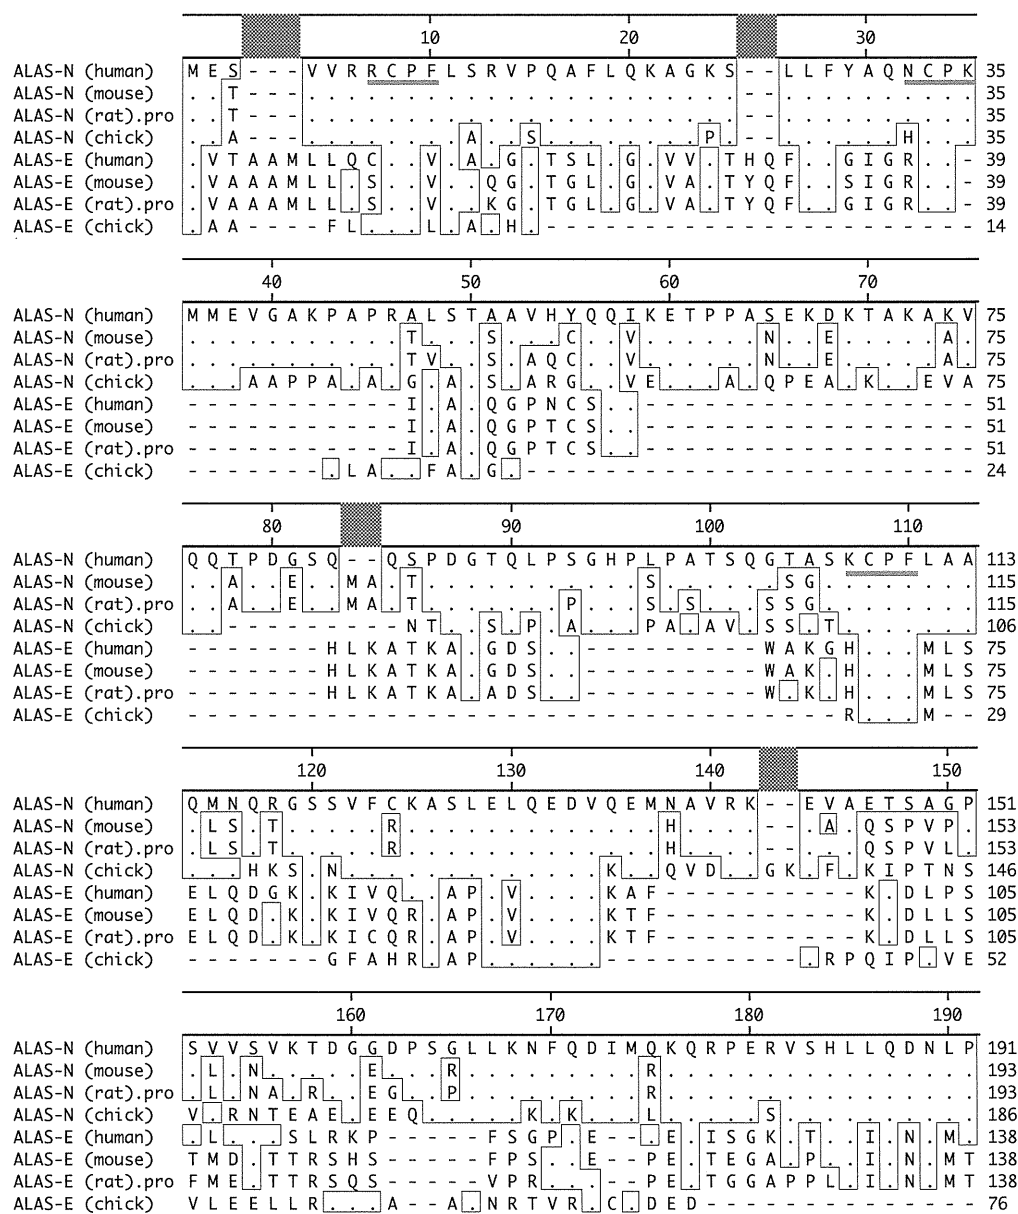 10 20 30
ALAS-N (human) M E S - - - V V R R C P F L S R V P Q A F L Q K A G K S - - L L F Y A Q N C P K 35
ALAS-N (mouse) . . T - - - . . . . . . . . . . . . . . . . . . . . . . - - . . . . . . . . . . 35
ALAS-N (rat).pro . . T - - - . . . . . . . . . . . . . . . . . . . . . . - - . . . . . . . . . . 35
ALAS-N (chick) . . A - - - . . . . . . . . A . . S . . . . . . . . P . - - . . . . . . H . . . 35
ALAS-E (human) . V T A A M L L Q C . . V . A . G . T S L . G . V V . T H Q F . . G I G R . . - 39
ALAS-E (mouse) . V A A A M L L . S . . V . . Q G . T G L . G . V A . T Y Q F . . S I G R . . - 39
ALAS-E (rat).pro . V A A A M L L . S . . V . . K G . T G L . G . V A . T Y Q F . . G I G R . . - 39
ALAS-E (chick) . A A - - - - F L . . . L . A . H . - - - - - - - - - - - - - - - - - - - - - - 14
40 50 60 70
ALAS-N (human) M M E V G A K P A P R A L S T A A V H Y Q Q I K E T P P A S E K D K T A K A K V 75
ALAS-N (mouse) . . . . . . . . . . . T . . . S . . . C . . V . . . . . . N . . E . . . . . A . 75
ALAS-N (rat).pro . . . . . . . . . . . T V . . S . A Q C . . V . . . . . . N . . E . . . . . A . 75
ALAS-N (chick) . . . A A P P A . A . G . A . S . A R G . . V E . . . A . Q P E A . K . . E V A 75
ALAS-E (human) - - - - - - - - - - - I . A . Q G P N C S . . - - - - - - - - - - - - - - - - - 51
ALAS-E (mouse) - - - - - - - - - - - I . A . Q G P T C S . . - - - - - - - - - - - - - - - - - 51
ALAS-E (rat).pro - - - - - - - - - - - I . A . Q G P T C S . . - - - - - - - - - - - - - - - - - 51
ALAS-E (chick) - - - - - - - . L A . . F A . G . - - - - - - - - - - - - - - - - - - - - - - - 24
80 90 100 110
ALAS-N (human) Q Q T P D G S Q - - Q S P D G T Q L P S G H P L P A T S Q G T A S K C P F L A A 113
ALAS-N (mouse) . . A . . E . . M A . T . . . . . . . . . . . S . . . . . . S G . . . . . . . . 115
ALAS-N (rat).pro . . A . . E . . M A . T . . . . . . . P . . . S . S . . . S S G . . . . . . . . 115
ALAS-N (chick) . . - - - - - - - - - N T . . S . P . A . . . P A . A V . S S . T . . . . . . . 106
ALAS-E (human) - - - - - - - H L K A T K A . G D S . . - - - - - - - - - W A K G H . . . M L S 75
ALAS-E (mouse) - - - - - - - H L K A T K A . G D S . . - - - - - - - - - W A K . H . . . M L S 75
ALAS-E (rat).pro - - - - - - - H L K A T K A . A D S . . - - - - - - - - - W . K . H . . . M L S 75
ALAS-E (chick) - - - - - - - - - - - - - - - - - - - - - - - - - - - - - - - - - R . . . M - - 29
120 130 140 150
ALAS-N (human) Q M N Q R G S S V F C K A S L E L Q E D V Q E M N A V R K - - E V A E T S A G P 151
ALAS-N (mouse) . L S . T . . . . . R . . . . . . . . . . . . . H . . . . - - . A . Q S P V P . 153
ALAS-N (rat).pro . L S . T . . . . . R . . . . . . . . . . . . . H . . . . - - . . . Q S P V L . 153
ALAS-N (chick) . . . H K S . N . . . . . . . . . . . . . K . . Q V D . . G K . F . K I P T N S 146
ALAS-E (human) E L Q D G K . K I V Q . . A P . V . . . . K A F - - - - - - - - - - K . D L P S 105
ALAS-E (mouse) E L Q D . K . K I V Q R . A P . V . . . . K T F - - - - - - - - - - K . D L L S 105
ALAS-E (rat).pro E L Q D . K . K I C Q R . A P . V . . . . K T F - - - - - - - - - - K . D L L S 105
ALAS-E (chick) - - - - - - - G F A H R . A P . . . . . . - - - - - - - - - - . R P Q I P . V E 52
160 170 180 190
ALAS-N (human) S V V S V K T D G G D P S G L L K N F Q D I M Q K Q R P E R V S H L L Q D N L P 191
ALAS-N (mouse) . L . N . . . . . E . . . R . . . . . . . . . R . . . . . . . . . . . . . . . . 193
ALAS-N (rat).pro . L . N A . R . . E G . . P . . . . . . . . . R . . . . . . . . . . . . . . . . 193
ALAS-N (chick) V . R N T E A E . E E Q . . . . . K . K . . . L . . . . . S . . . . . . . . . . 186
ALAS-E (human) . L . . . S L R K P - - - - - F S G P . E - - . E . I S G K . T . . I . N . M . 138
ALAS-E (mouse) T M D . T T R S H S - - - - - F P S . . E - - P E . T E G A . P . . I . N . M T 138
ALAS-E (rat).pro F M E . T T R S Q S - - - - - V P R . . . - - P E . T G G A P P L . I . N . M T 138
ALAS-E (chick) V L E E L L R . . . A - - A . N R T V R . C . D E D - - - - - - - - - - - - - - 76